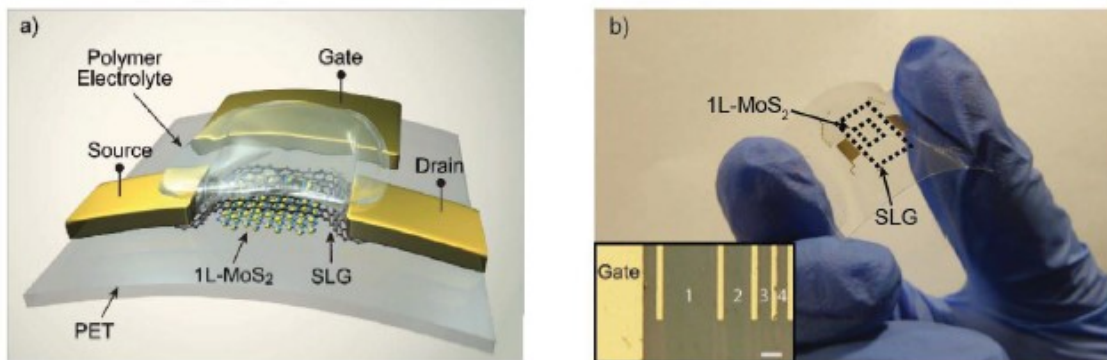 a)
Polymer
Electrolyte
Gate
Source
Drain
1L-MoS₂
SLG
PET
b)
1L-MoS₂
SLG
Gate
1
2
3
4